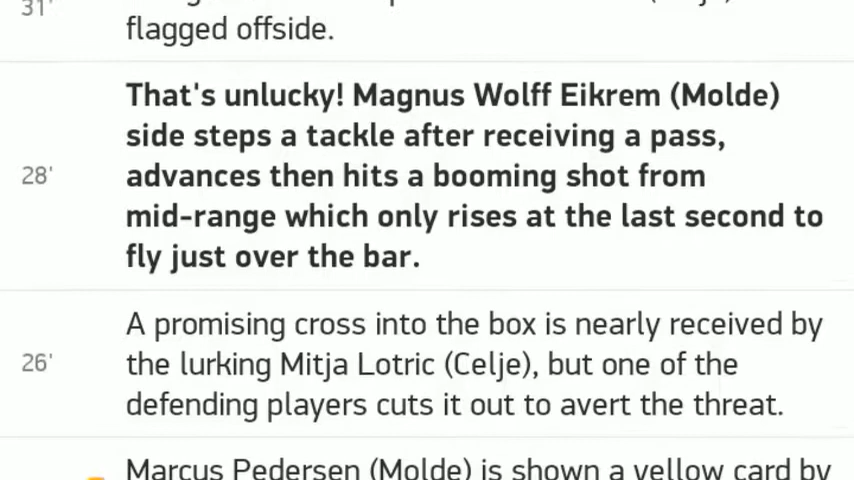 31'
flagged offside.
That's unlucky! Magnus Wolff Eikrem (Molde)
side steps a tackle after receiving a pass,
28'
advances then hits a booming shot from
mid-range which only rises at the last second to
fly just over the bar.
A promising cross into the box is nearly received by
26'
the lurking Mitja Lotric (Celje), but one of the
defending players cuts it out to avert the threat.
Marcus Pedersen (Molde) is shown a yellow card by